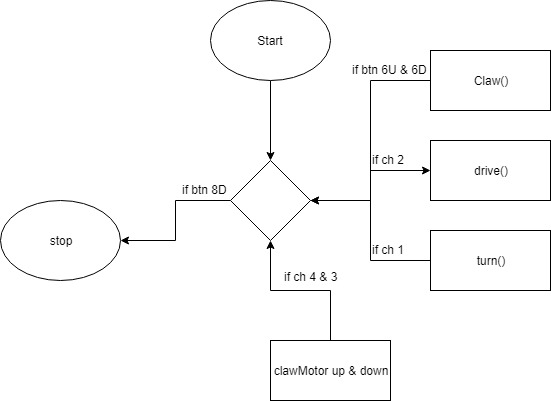 Start
if btn 6U & 6D
Claw()
if ch 2
drive()
if btn 8D
stop
if ch 1
turn()
if ch 4 & 3
clawMotor up & down